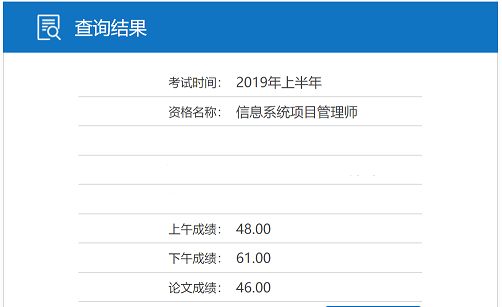 查询结果
考试时间: 2019年上半年
资格名称: 信息系统项目管理师
上午成绩: 48.00
下午成绩: 61.00
论文成绩: 46.00